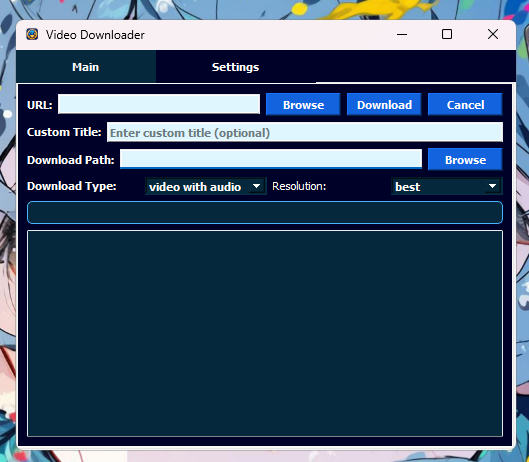 Video Downloader
Main Settings
URL: Browse Download Cancel
Custom Title: Enter custom title (optional)
Download Path: Browse
Download Type: video with audio Resolution: best